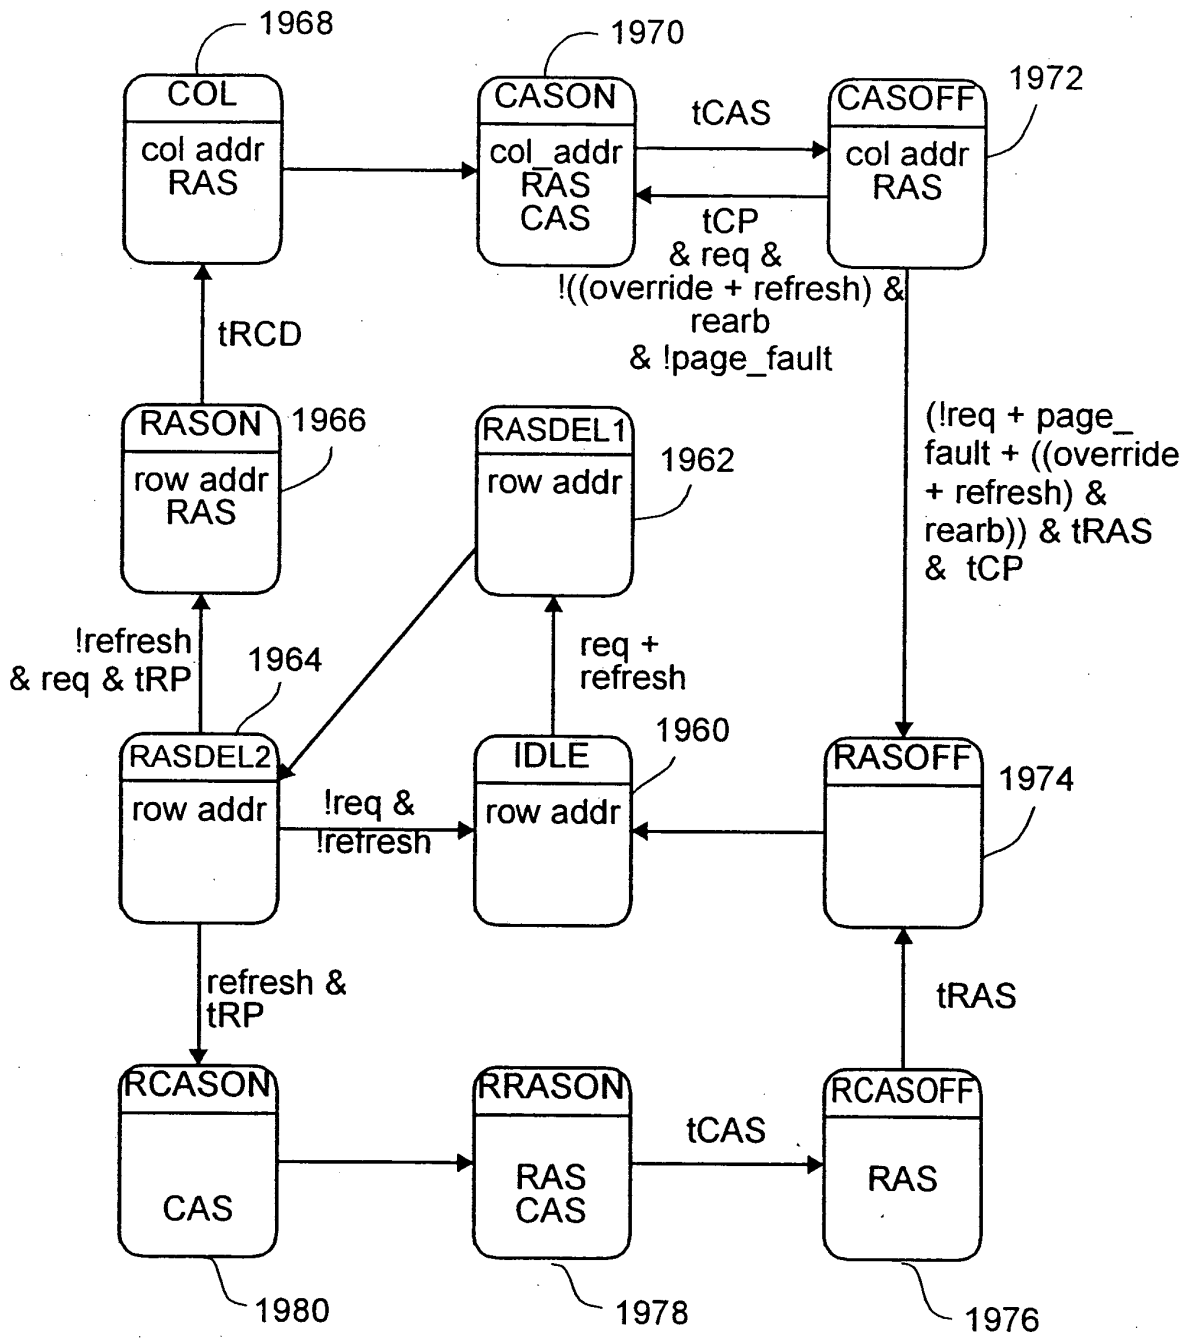 1968
COL
col addr
RAS
1970
CASON
col_addr
RAS
CAS
tCAS
1972
CASOFF
col addr
RAS
tCP
& req &
!((override + refresh) &
rearb
& !page_fault
tRCD
RASON
1966
row addr
RAS
RASDEL1
1962
row addr
(!req + page_
fault + ((override
+ refresh) &
rearb)) & tRAS
& tCP
!refresh
& req & tRP
1964
req +
refresh
RASDEL2
row addr
!req &
!refresh
IDLE
1960
row addr
RASOFF
1974
refresh &
tRP
tRAS
RCASON
CAS
1980
RRASON
RAS
CAS
1978
tCAS
RCASOFF
RAS
1976